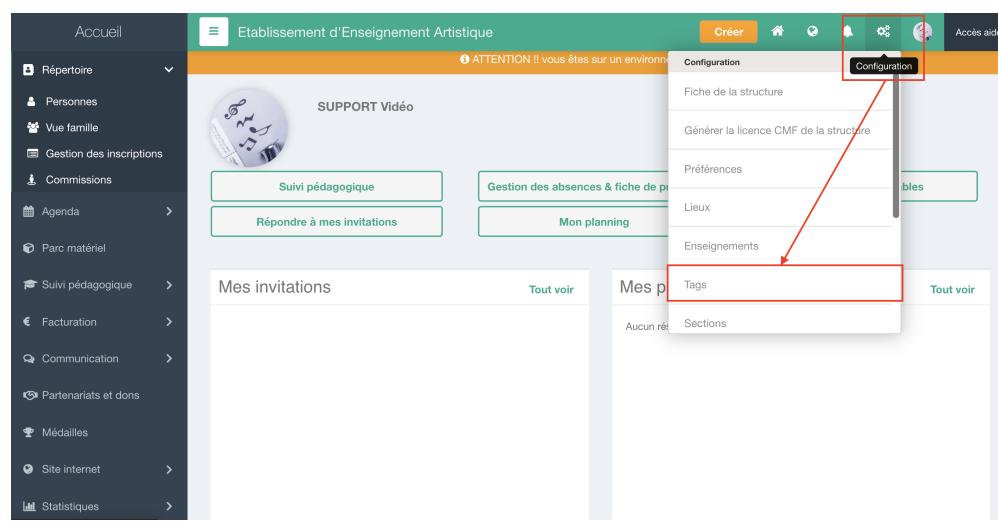 Accueil
Etablissement d'Enseignement Artistique
Créer
Accès aide
ATTENTION !! vous êtes sur un environne
Configuration
Répertoire
Personnes
Vue famille
Gestion des inscriptions
Commissions
Agenda
Parc matériel
Suivi pédagogique
Facturation
Communication
Partenariats et dons
Médailles
Site internet
Statistiques
SUPPORT Vidéo
Suivi pédagogique
Gestion des absences & fiche de p
bles
Répondre à mes invitations
Mon planning
Mes invitations
Tout voir
Mes p
Tout voir
Aucun ré
Configuration
Fiche de la structure
Générer la licence CMF de la structure
Préférences
Lieux
Enseignements
Tags
Sections